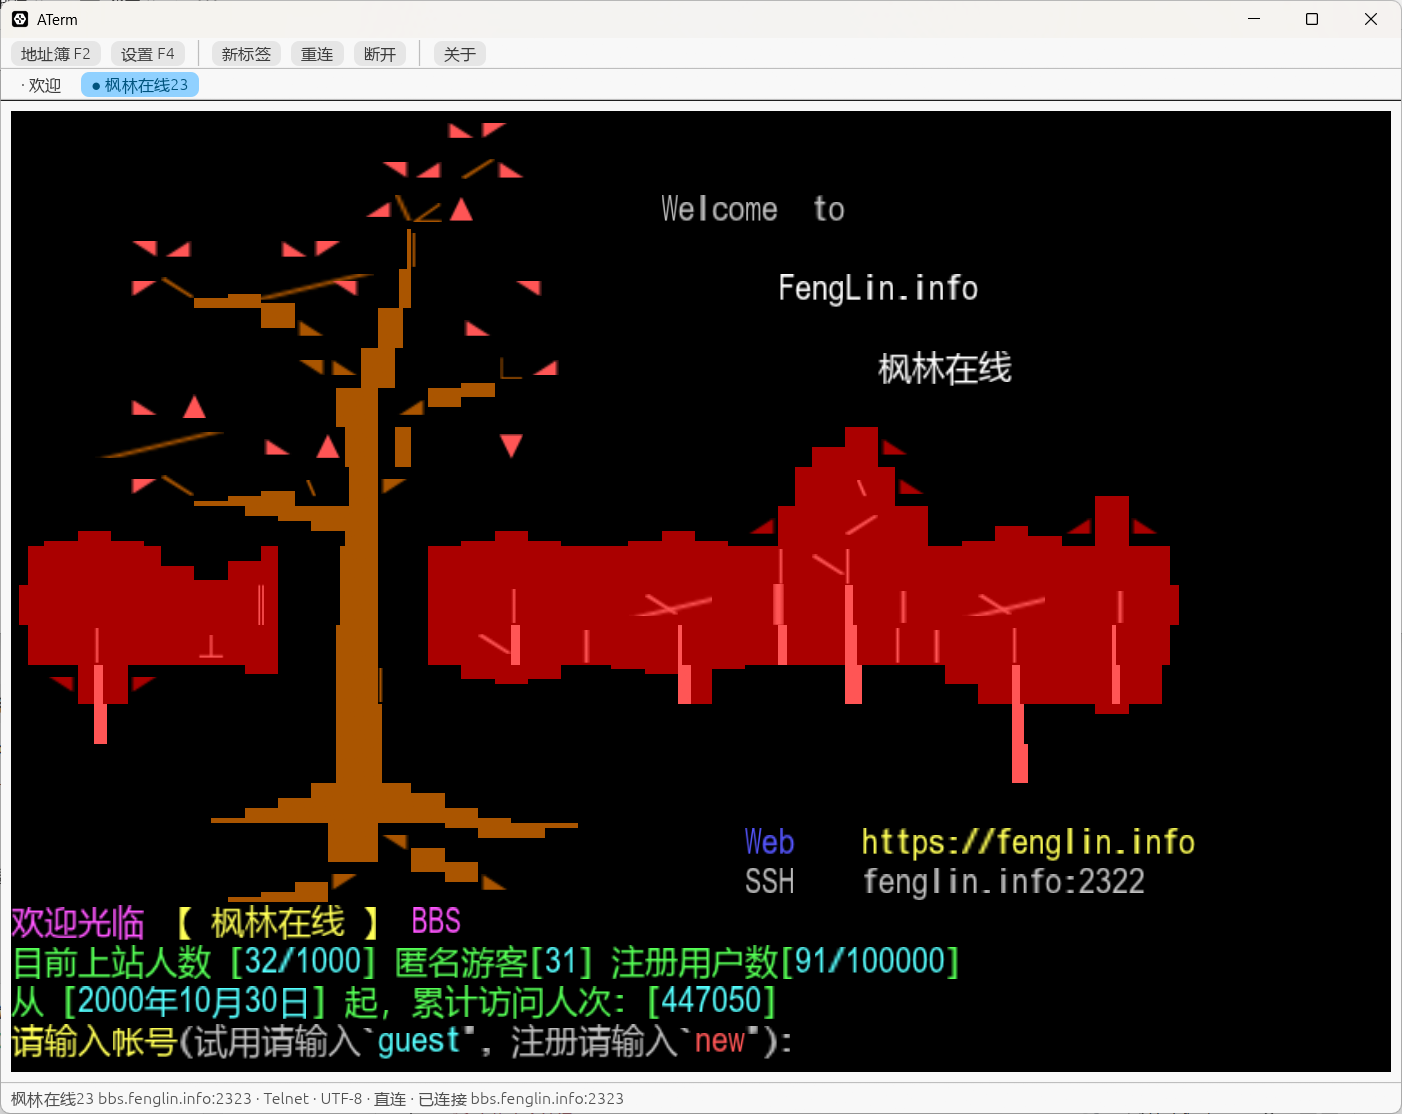 ATerm
地址簿 F2 设置 F4 新标签 重连 断开 关于
· 欢迎 ● 枫林在线23
Welcome to
FengLin.info
枫林在线
Web https://fenglin.info
SSH fenglin.info:2322
欢迎光临 【 枫林在线 】 BBS
目前上站人数 [32/1000] 匿名游客[31] 注册用户数[91/100000]
从 [2000年10月30日] 起，累计访问人次：[447050]
请输入帐号(试用请输入`guest", 注册请输入`new"):
枫林在线23 bbs.fenglin.info:2323 · Telnet · UTF-8 · 直连 · 已连接 bbs.fenglin.info:2323